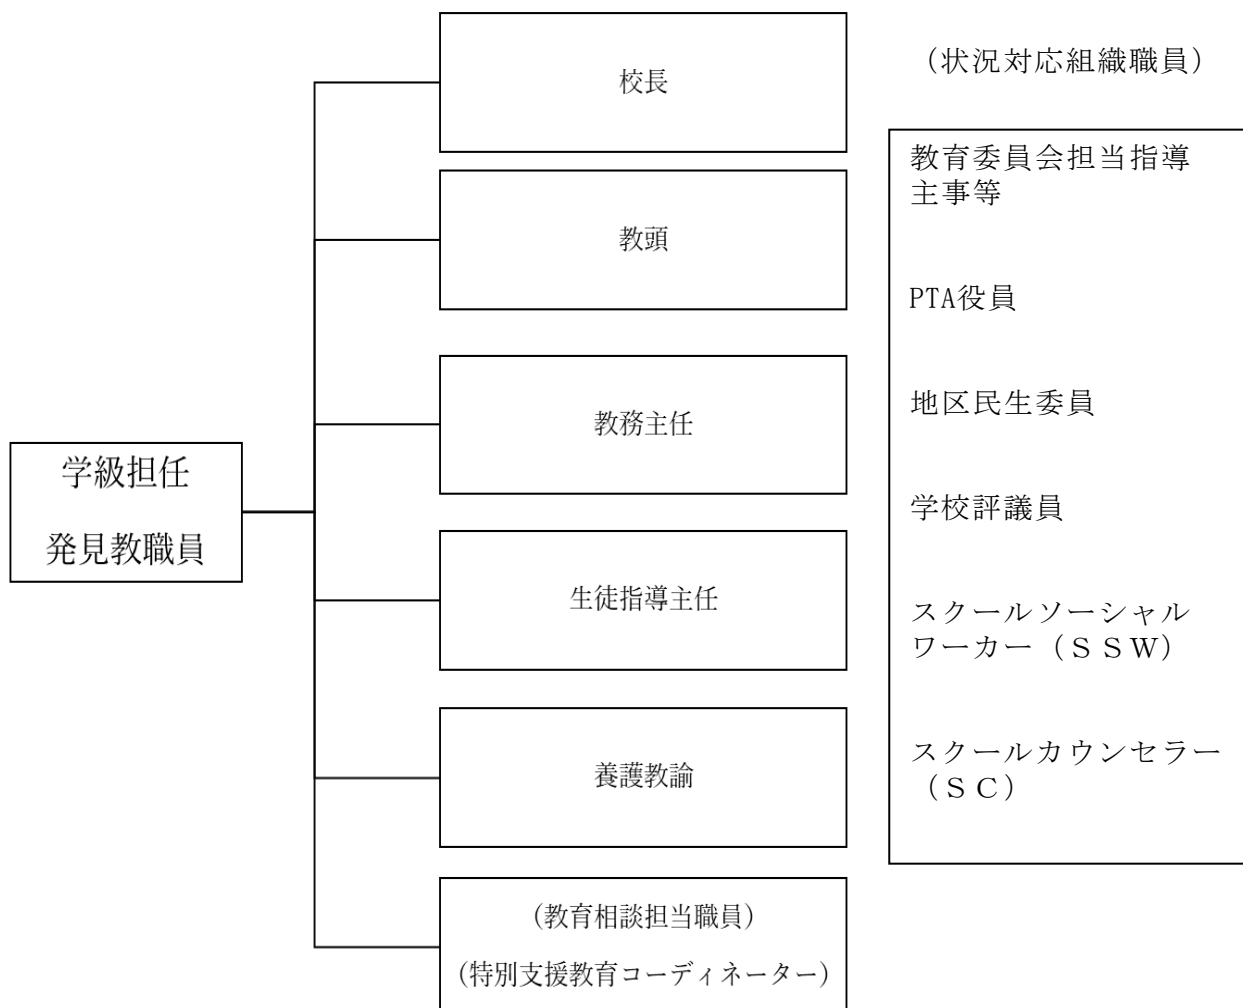 校長
教頭
教務主任
学級担任
発見教職員
生徒指導主任
養護教諭
(教育相談担当職員)
(特別支援教育コーディネーター)
（状況対応組織職員）
教育委員会担当指導
主事等
PTA役員
地区民生委員
学校評議員
スクールソーシャル
ワーカー（ＳＳＷ）
スクールカウンセラー
（ＳＣ）